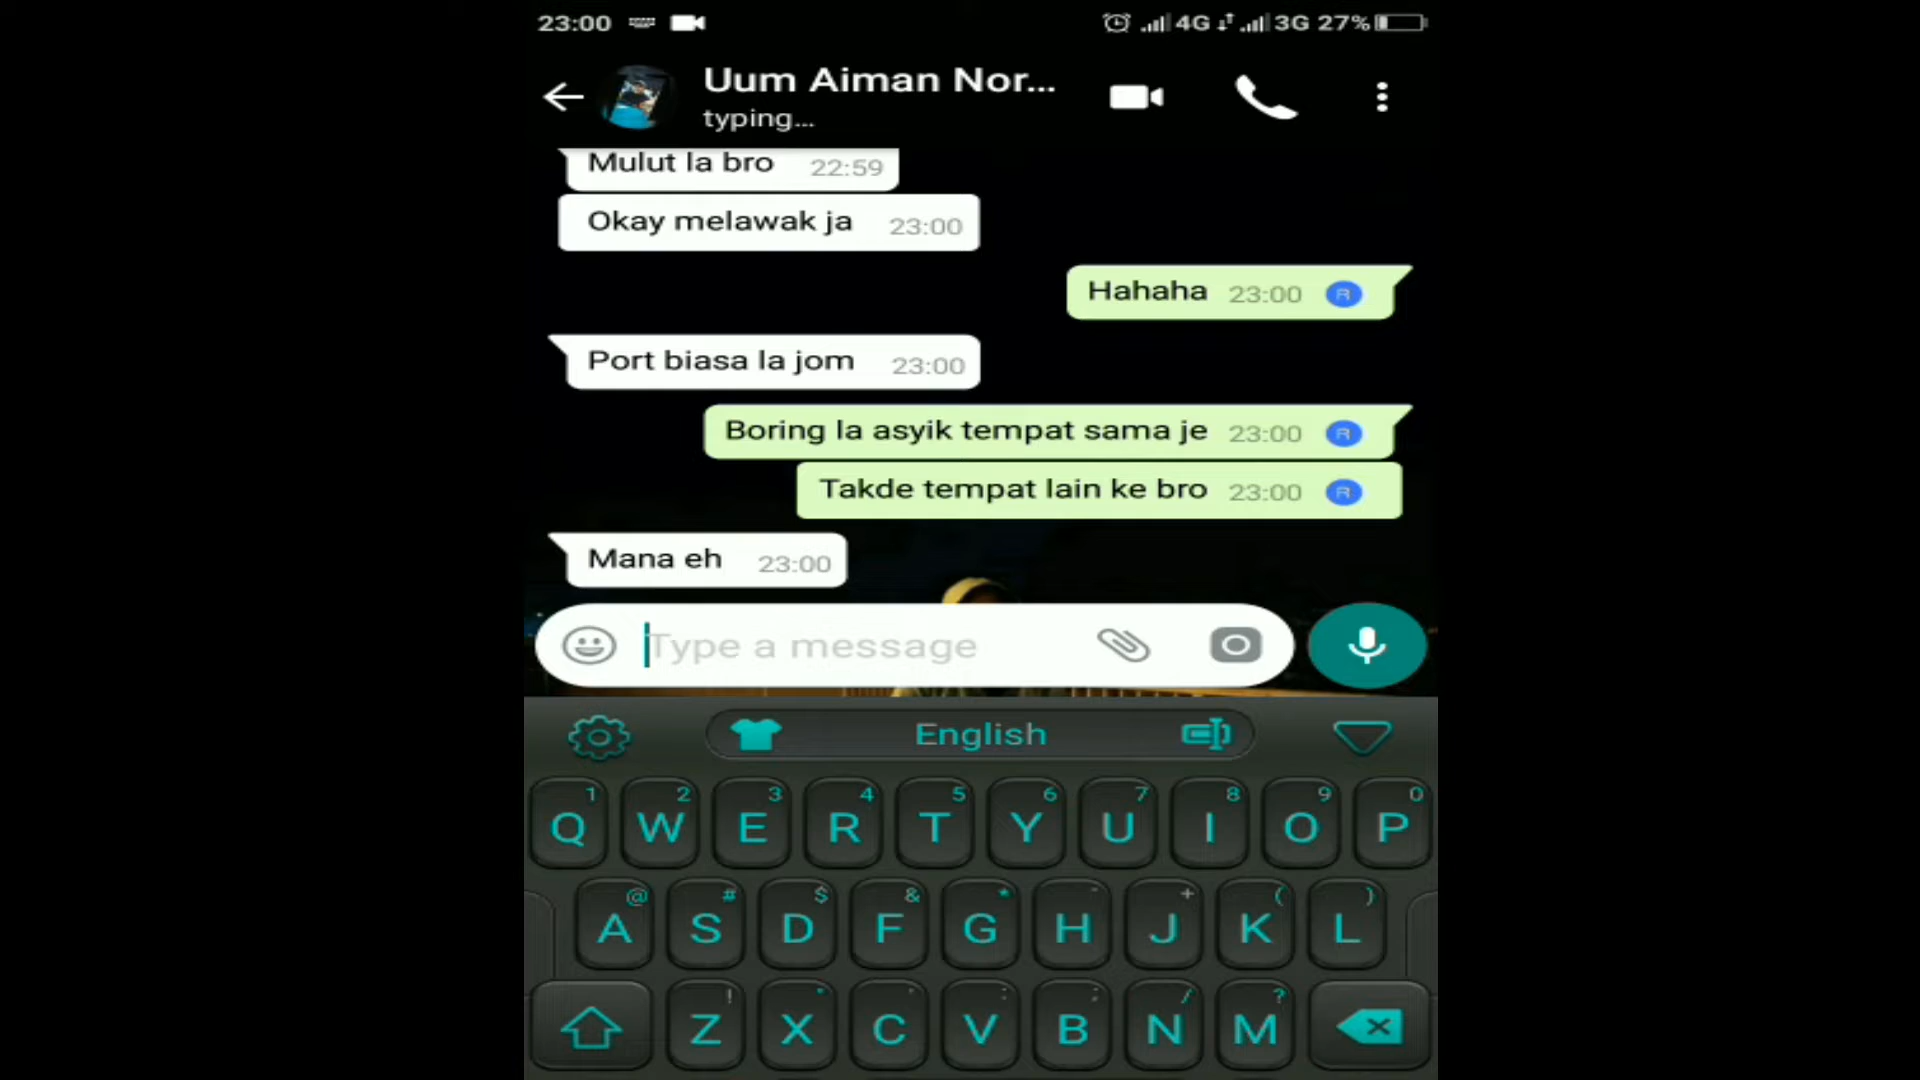 23:00 4G 3G 27%
Uum Aiman Nor...
typing...
Mulut la bro 22:59
Okay melawak ja 23:00
Hahaha 23:00 R
Port biasa la jom 23:00
Boring la asyik tempat sama je 23:00 R
Takde tempat lain ke bro 23:00 R
Mana eh 23:00
Type a message
English
1 2 3 4 5 6 7 8 9 0
Q W E R T Y U I O P
@ # $ & * - + ( )
A S D F G H J K L
! : ; / ?
Z X C V B N M